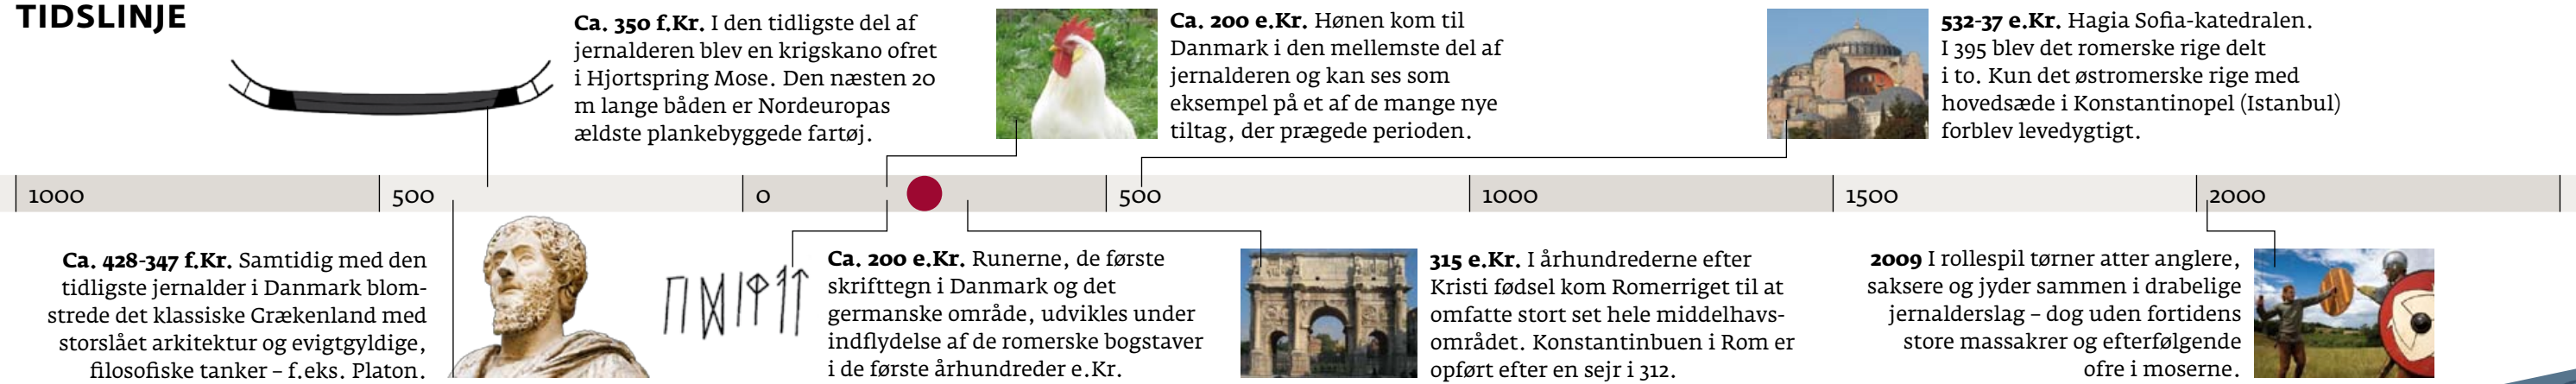 TIDSLINJE
Ca. 350 f.Kr. I den tidligste del af
jernalderen blev en krigskano ofret
i Hjortspring Mose. Den næsten 20
m lange båden er Nordeuropas
ældste plankebyggede fartøj.
Ca. 200 e.Kr. Hønen kom til
Danmark i den mellemste del af
jernalderen og kan ses som
eksempel på et af de mange nye
tiltag, der prægede perioden.
532-37 e.Kr. Hagia Sofia-katedralen.
I 395 blev det romerske rige delt
i to. Kun det østromerske rige med
hovedsæde i Konstantinopel (Istanbul)
forblev levedygtigt.
1000 500 0 500 1000 1500 2000
Ca. 428-347 f.Kr. Samtidig med den
tidligste jernalder i Danmark blom-
strede det klassiske Grækenland med
storslået arkitektur og evigtgyldige,
filosofiske tanker – f.eks. Platon.
Ca. 200 e.Kr. Runerne, de første
skrifttegn i Danmark og det
germanske område, udvikles under
indflydelse af de romerske bogstaver
i de første århundreder e.Kr.
315 e.Kr. I århundrederne efter
Kristi fødsel kom Romerriget til at
omfatte stort set hele middelhavs-
området. Konstantinbuen i Rom er
opført efter en sejr i 312.
2009 I rollespil tørner atter anglere,
saksere og jyder sammen i drabelige
jernalderslag – dog uden fortidens
store massakrer og efterfølgende
ofre i moserne.